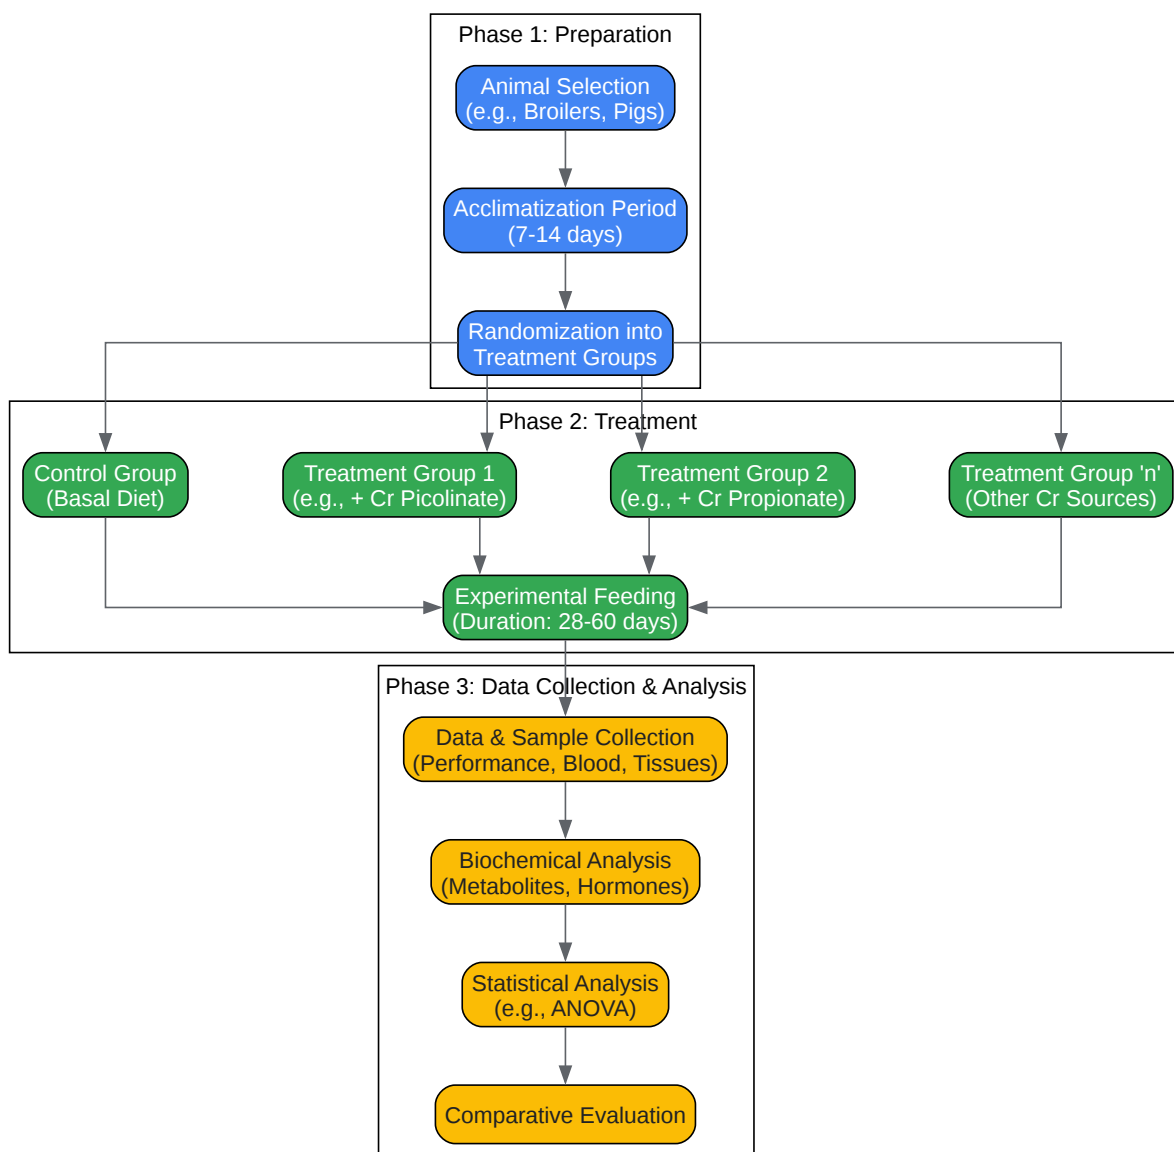 Phase 1: Preparation
Animal Selection
(e.g., Broilers, Pigs)
Acclimatization Period
(7-14 days)
Randomization into
Treatment Groups
Phase 2: Treatment
Control Group
(Basal Diet)
Treatment Group 1
(e.g., + Cr Picolinate)
Treatment Group 2
(e.g., + Cr Propionate)
Treatment Group 'n'
(Other Cr Sources)
Experimental Feeding
(Duration: 28-60 days)
Phase 3: Data Collection & Analysis
Data & Sample Collection
(Performance, Blood, Tissues)
Biochemical Analysis
(Metabolites, Hormones)
Statistical Analysis
(e.g., ANOVA)
Comparative Evaluation